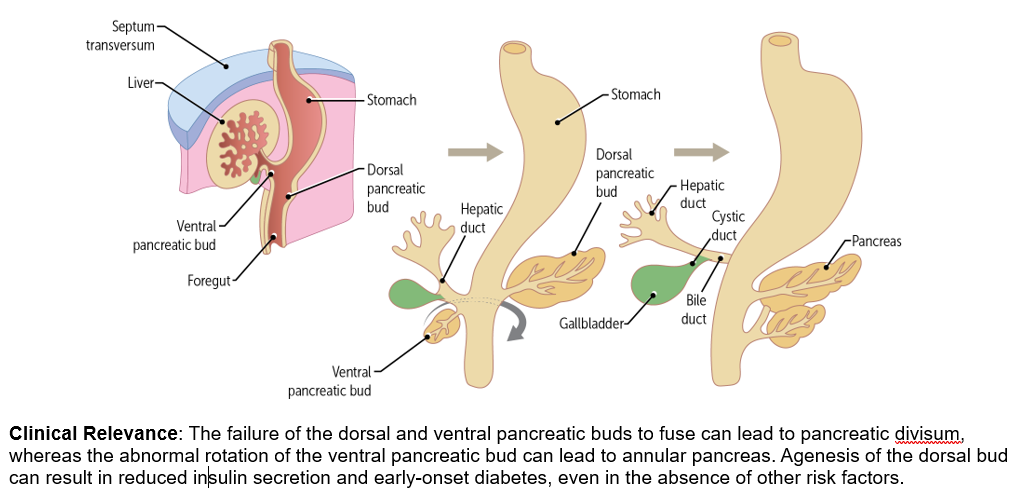 Septum
transversum
Liver
Stomach
Dorsal
pancreatic
bud
Ventral
pancreatic bud
Foregut
Stomach
Dorsal
pancreatic
bud
Hepatic
duct
Ventral
pancreatic bud
Hepatic
duct
Cystic
duct
Pancreas
Bile
duct
Gallbladder
Clinical Relevance: The failure of the dorsal and ventral pancreatic buds to fuse can lead to pancreatic divisum,
whereas the abnormal rotation of the ventral pancreatic bud can lead to annular pancreas. Agenesis of the dorsal bud
can result in reduced insulin secretion and early-onset diabetes, even in the absence of other risk factors.